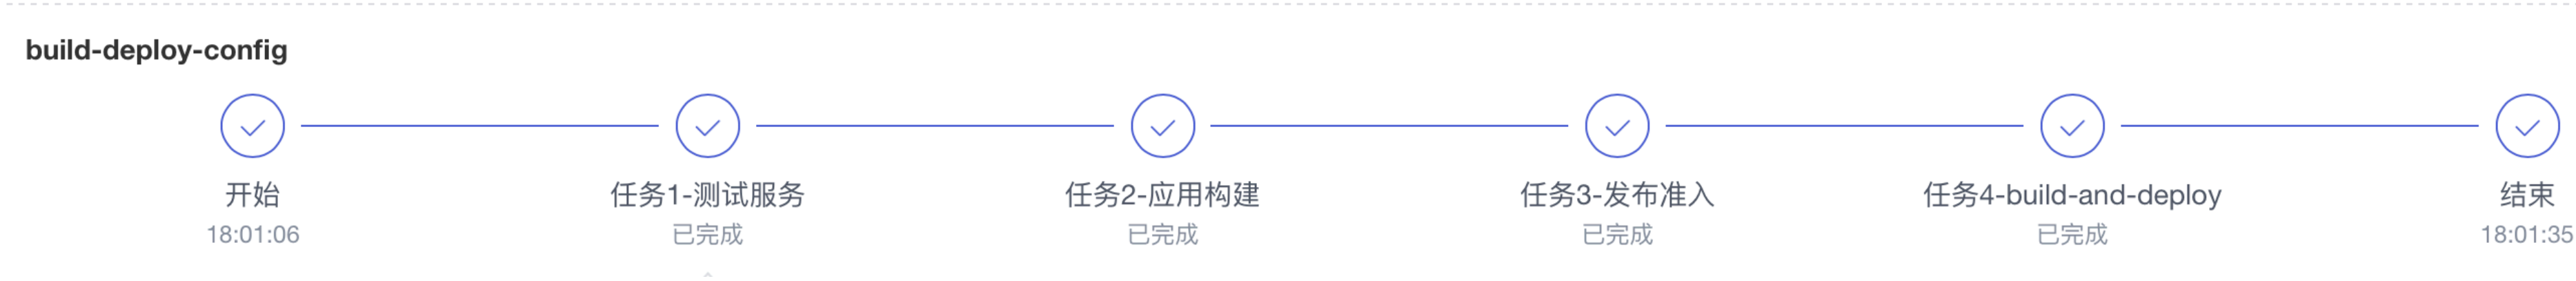 build-deploy-config
开始
18:01:06
任务1-测试服务
已完成
任务2-应用构建
已完成
任务3-发布准入
已完成
任务4-build-and-deploy
已完成
结束
18:01:35